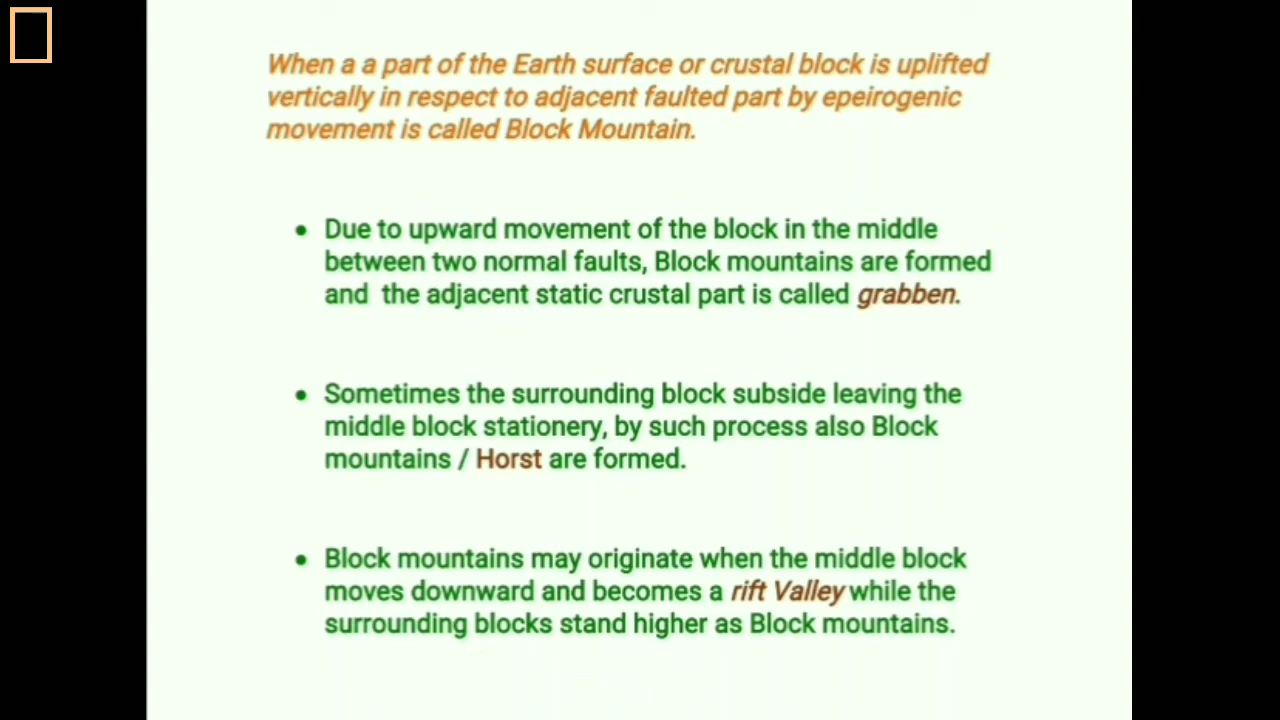 When a a part of the Earth surface or crustal block is uplifted
vertically in respect to adjacent faulted part by epeirogenic
movement is called Block Mountain.
• Due to upward movement of the block in the middle
between two normal faults, Block mountains are formed
and the adjacent static crustal part is called grabben.
• Sometimes the surrounding block subside leaving the
middle block stationery, by such process also Block
mountains / Horst are formed.
• Block mountains may originate when the middle block
moves downward and becomes a rift Valley while the
surrounding blocks stand higher as Block mountains.